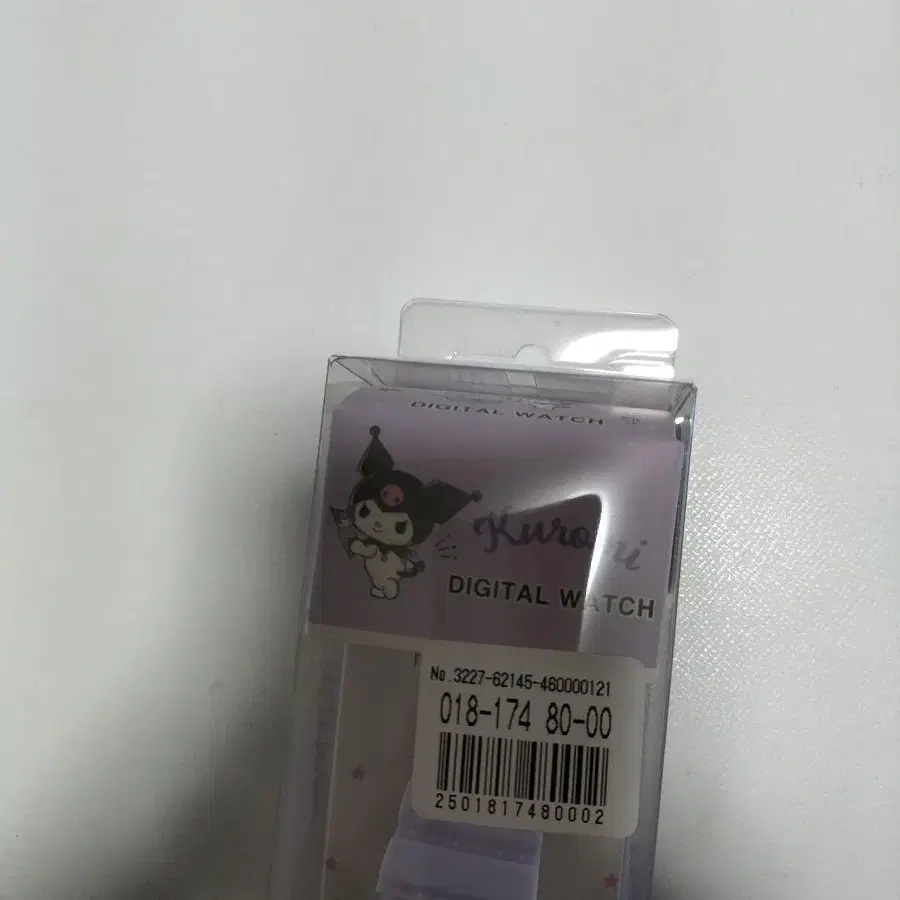 DIGITAL WATCH
Kuromi
DIGITAL WATCH
No.3227-62145-460000121
018-174 80-00
2501817480002